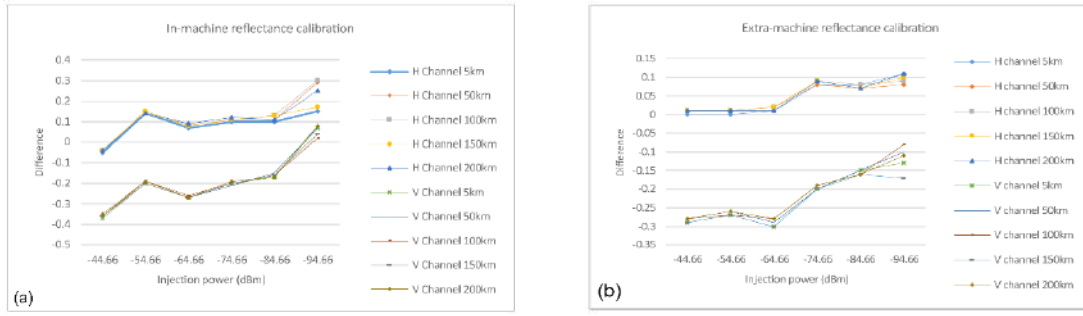 In-machine reflectance calibration
0.4
0.3
0.2
0.1
0
-0.1
-0.2
-0.3
-0.4
-0.5
Difference
-44.66 -54.66 -64.66 -74.66 -84.66 -94.66
Injection power (dBm)
H Channel 5km
H Channel 50km
H Channel 100km
H Channel 150km
H Channel 200km
V Channel 5km
V Channel 50km
V Channel 100km
V Channel 150km
V Channel 200km
(a)
Extra-machine reflectance calibration
0.15
0.1
0.05
0
-0.05
-0.1
-0.15
-0.2
-0.25
-0.3
-0.35
Difference
-44.66 -54.66 -64.66 -74.66 -84.66 -94.66
Injection power (dBm)
H Channel 5km
H Channel 50km
H Channel 100km
H Channel 150km
H Channel 200km
V Channel 5km
V Channel 50km
V Channel 100km
V Channel 150km
V Channel 200km
(b)